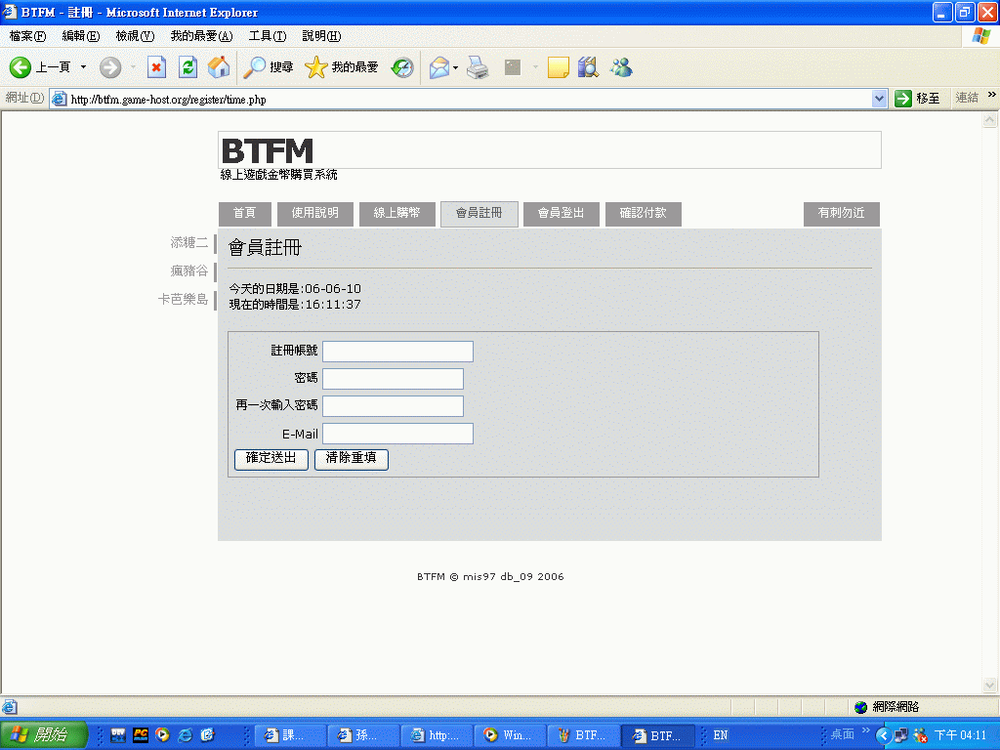 BTFM - 註冊 - Microsoft Internet Explorer
檔案(F) 編輯(E) 檢視(V) 我的最愛(A) 工具(T) 說明(H)
上一頁 搜尋 我的最愛
網址(D) http://btfm.game-host.org/register/time.php 移至 連結 »
BTFM
線上遊戲金幣購買系統
首頁 使用說明 線上購幣 會員註冊 會員登出 確認付款 有刺勿近
添糖二
瘋豬谷
卡芭樂島
會員註冊
今天的日期是:06-06-10
現在的時間是:16:11:37
註冊帳號
密碼
再一次輸入密碼
E-Mail
確定送出 清除重填
BTFM © mis97 db_09 2006
網際網路
開始 課... 孫... http:... Win... BTF... BTF... EN 桌面 » 下午 04:11